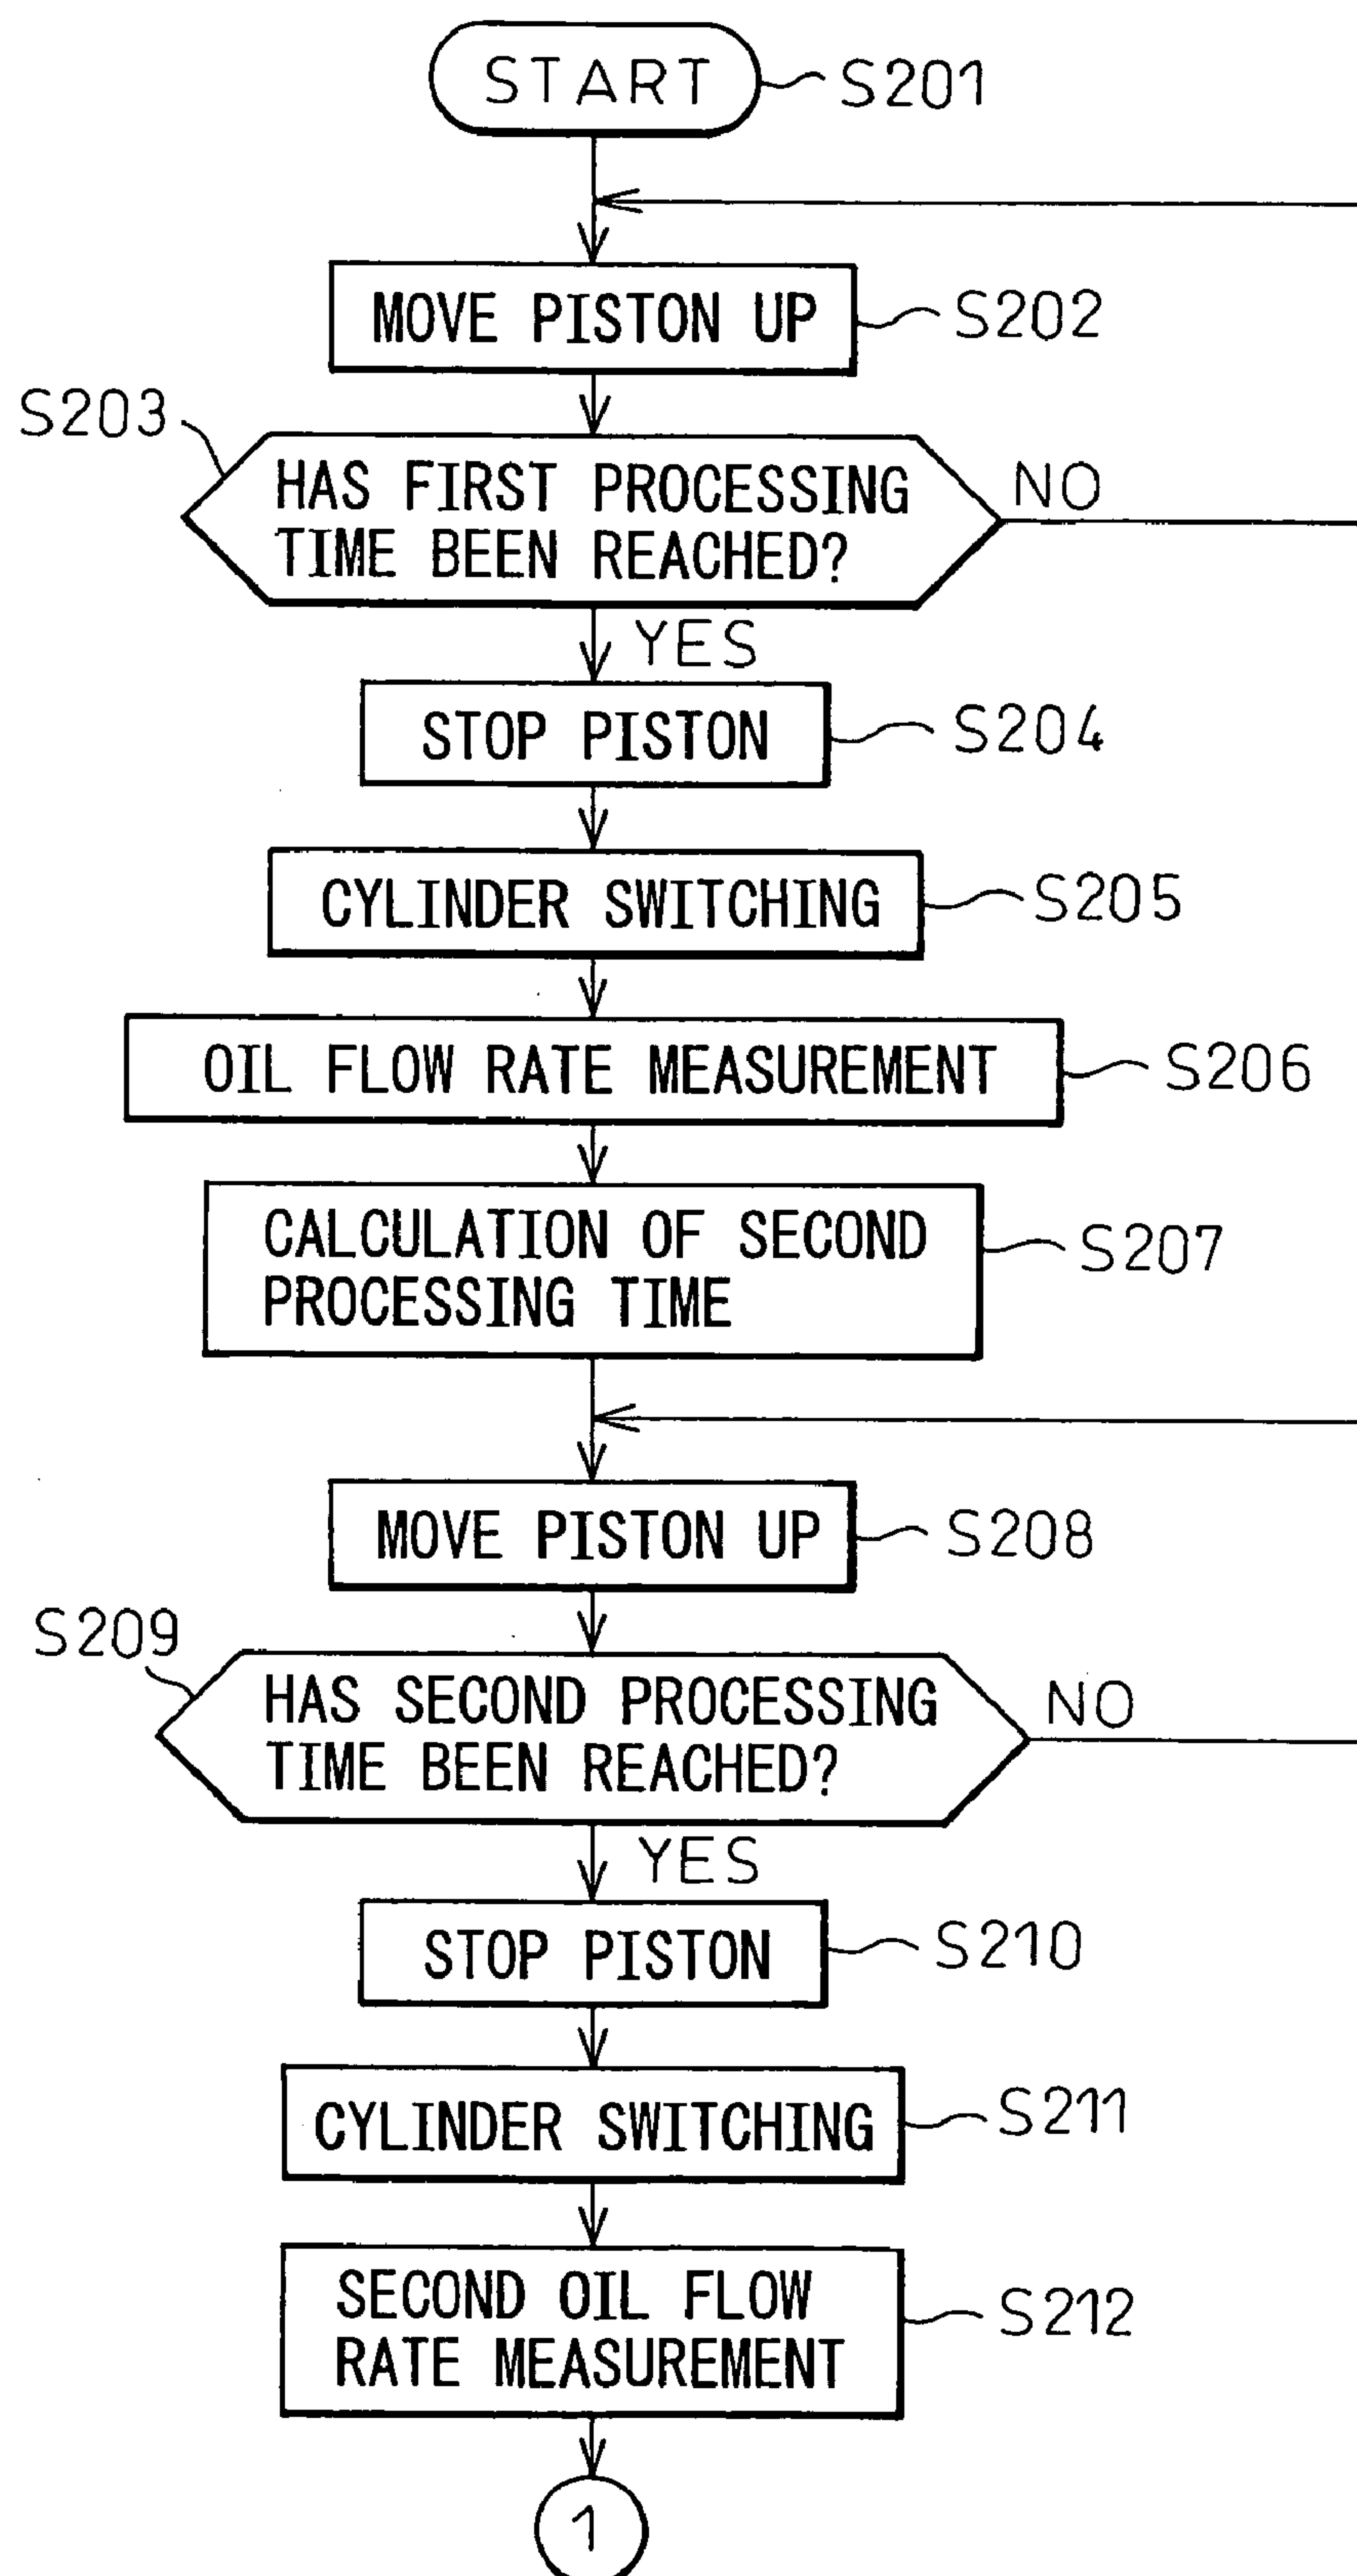 START
S201
MOVE PISTON UP
S202
S203
HAS FIRST PROCESSING
TIME BEEN REACHED?
NO
YES
STOP PISTON
S204
CYLINDER SWITCHING
S205
OIL FLOW RATE MEASUREMENT
S206
CALCULATION OF SECOND
PROCESSING TIME
S207
MOVE PISTON UP
S208
S209
HAS SECOND PROCESSING
TIME BEEN REACHED?
NO
YES
STOP PISTON
S210
CYLINDER SWITCHING
S211
SECOND OIL FLOW
RATE MEASUREMENT
S212
1